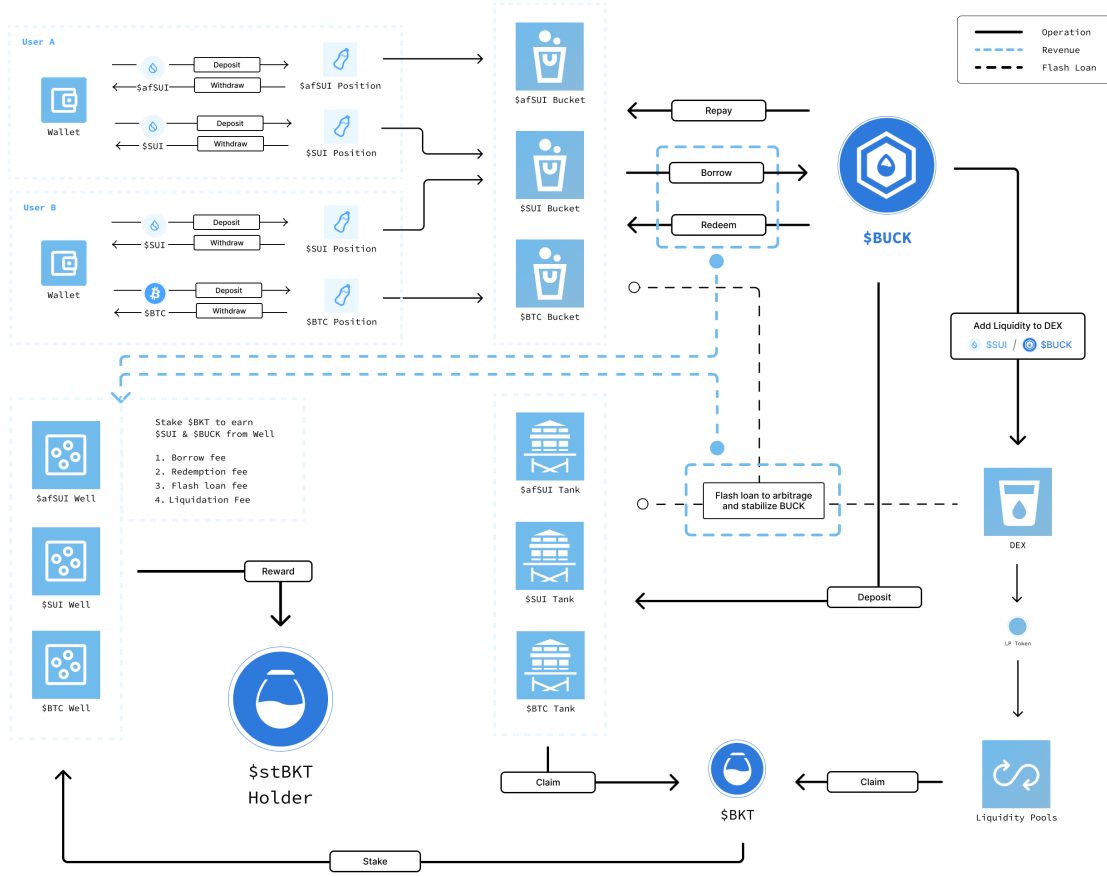 User A
Wallet
$afSUI
Deposit
Withdraw
$afSUI Position
$SUI
Deposit
Withdraw
$SUI Position
User B
Wallet
$SUI
Deposit
Withdraw
$SUI Position
$BTC
Deposit
Withdraw
$BTC Position
$afSUI Bucket
$SUI Bucket
$BTC Bucket
Repay
Borrow
Redeem
$BUCK
Operation
Revenue
Flash Loan
Add Liquidity to DEX
$SUI / $BUCK
Stake $BKT to earn
$SUI & $BUCK from Well
1. Borrow fee
2. Redemption fee
3. Flash loan fee
4. Liquidation Fee
$afSUI Well
$SUI Well
$BTC Well
Reward
$stBKT
Holder
$afSUI Tank
$SUI Tank
$BTC Tank
Flash loan to arbitrage
and stabilize BUCK
Deposit
DEX
LP Token
Liquidity Pools
Claim
$BKT
Claim
Stake